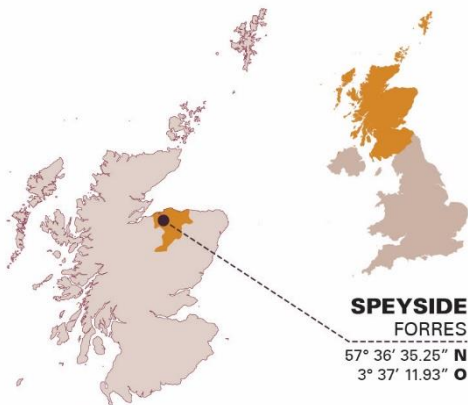 SPEYSIDE
FORRES
57° 36’ 35.25” N
3° 37’ 11.93” O